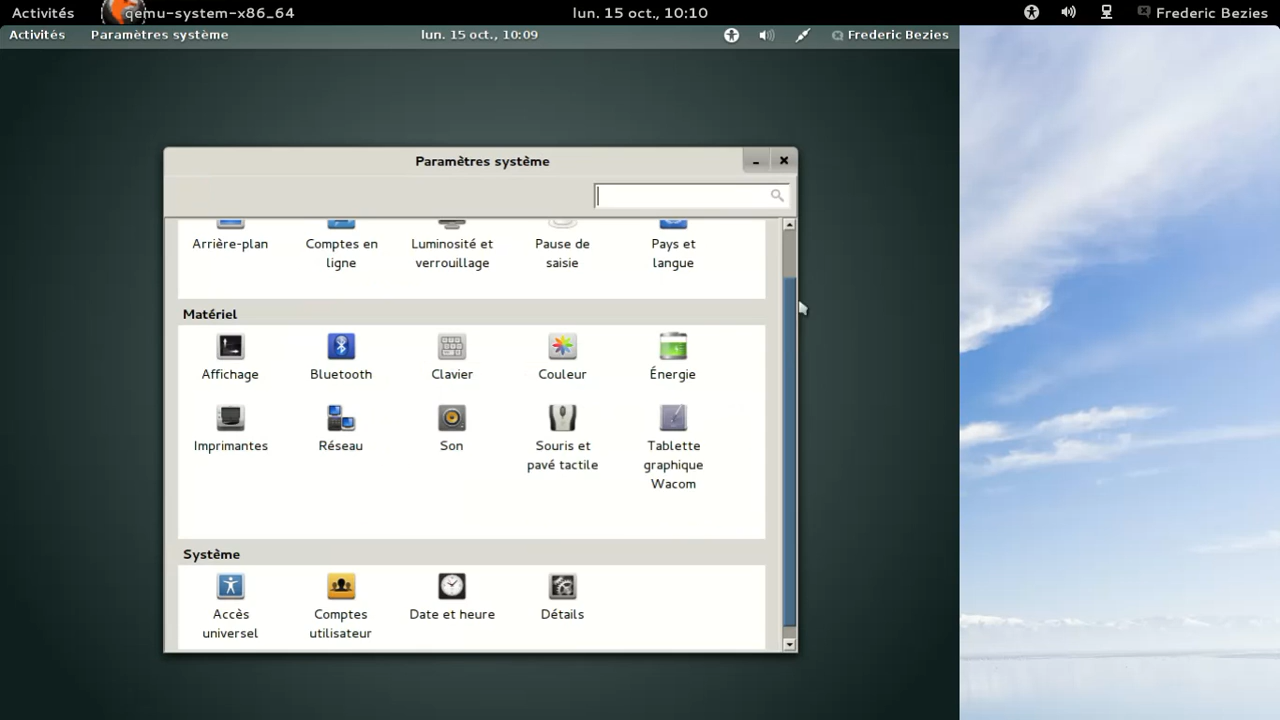 Activités qemu-system-x86_64 lun. 15 oct., 10:10 Frederic Bezies
Activités Paramètres système lun. 15 oct., 10:09 Frederic Bezies
Paramètres système
Arrière-plan
Comptes en
ligne
Luminosité et
verrouillage
Pause de
saisie
Pays et
langue
Matériel
Affichage
Bluetooth
Clavier
Couleur
Énergie
Imprimantes
Réseau
Son
Souris et
pavé tactile
Tablette
graphique
Wacom
Système
Accès
universel
Comptes
utilisateur
Date et heure
Détails